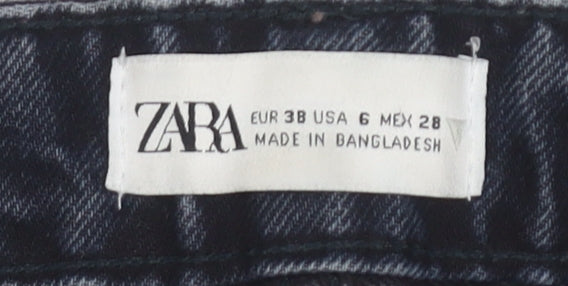 ZARA
EUR 38 USA 6 MEX 28
MADE IN BANGLADESH